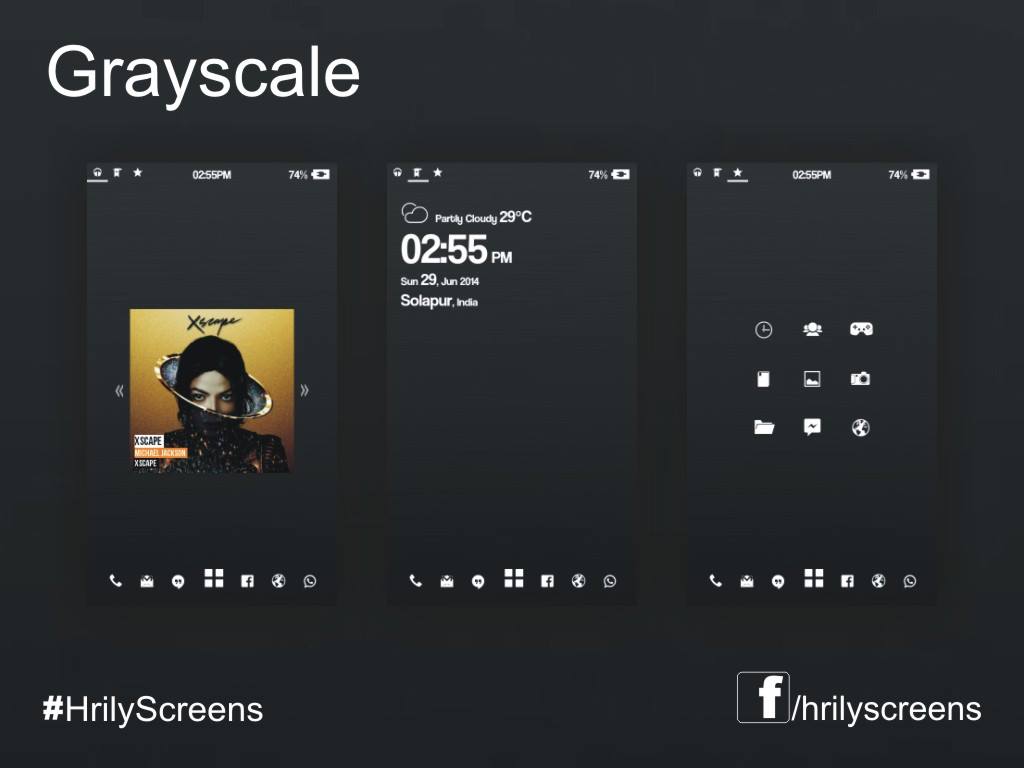 Grayscale
02:55PM 74%
Xscape
XSCAPE
MICHAEL JACKSON
XSCAPE
74%
Partly Cloudy 29°C
02:55 PM
Sun 29, Jun 2014
Solapur, India
02:55PM 74%
#HrilyScreens
f/hrilyscreens